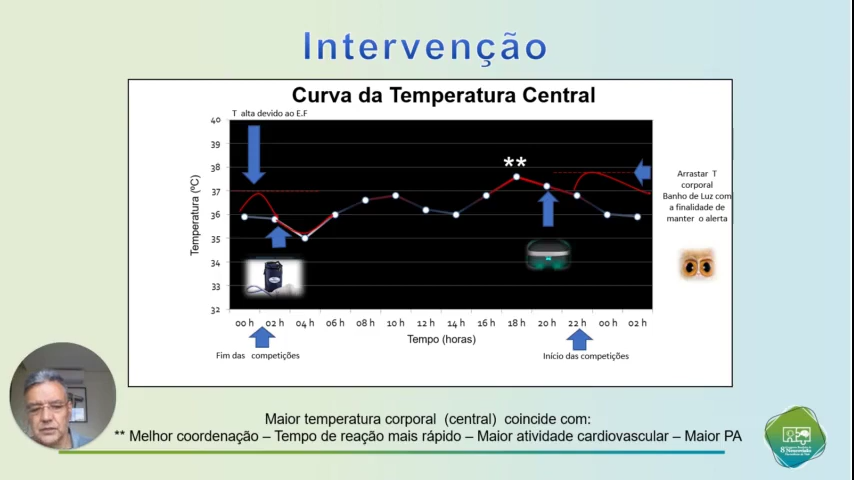 Intervenção
Curva da Temperatura Central
T alta devido ao E.F
40
39
38
37
36
35
34
33
32
Temperatura (ºC)
**
00 h 02 h 04 h 06 h 08 h 10 h 12 h 14 h 16 h 18 h 20 h 22 h 00 h 02 h
Tempo (horas)
Fim das competições
Início das competições
Arrastar T
corporal
Banho de Luz com
a finalidade de
manter o alerta
Maior temperatura corporal (central) coincide com:
** Melhor coordenação – Tempo de reação mais rápido – Maior atividade cardiovascular – Maior PA